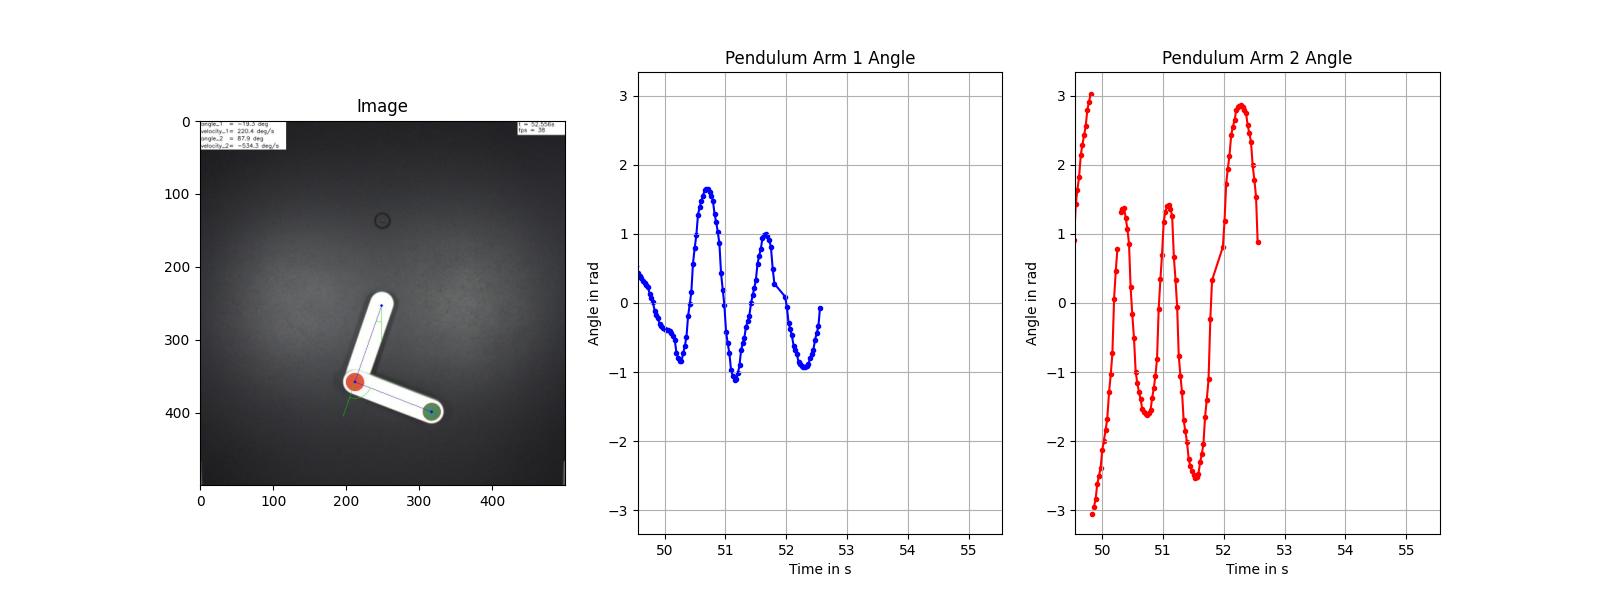 Image
angle_1 = -19.3 deg
velocity_1= 220.4 deg/s
angle_2 = 87.9 deg
velocity_2= -534.3 deg/s
t = 52.556s
fps = 38
0
100
200
300
400
0 100 200 300 400
Pendulum Arm 1 Angle
Angle in rad
3
2
1
0
−1
−2
−3
50 51 52 53 54 55
Time in s
Pendulum Arm 2 Angle
Angle in rad
3
2
1
0
−1
−2
−3
50 51 52 53 54 55
Time in s